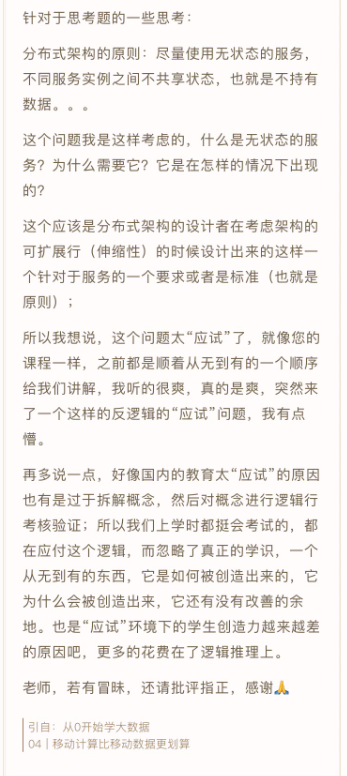 针对于思考题的一些思考：
分布式架构的原则：尽量使用无状态的服务，
不同服务实例之间不共享状态，也就是不持有
数据。。。
这个问题我是这样考虑的，什么是无状态的服
务？为什么需要它？它是在怎样的情况下出现
的？
这个应该是分布式架构的设计者在考虑架构的
可扩展行（伸缩性）的时候设计出来的这样一
个针对于服务的一个要求或者是标准（也就是
原则）；
所以我想说，这个问题太“应试”了，就像您的
课程一样，之前都是顺着从无到有的一个顺序
给我们讲解，我听的很爽，真的是爽，突然来
了一个这样的反逻辑的“应试”问题，我有点
懵。
再多说一点，好像国内的教育太“应试”的原因
也有是过于拆解概念，然后对概念进行逻辑行
考核验证；所以我们上学时都挺会考试的，都
在应付这个逻辑，而忽略了真正的学识，一个
从无到有的东西，它是如何被创造出来的，它
为什么会被创造出来，它还有没有改善的余
地。也是“应试”环境下的学生创造力越来越差
的原因吧，更多的花费在了逻辑推理上。
老师，若有冒昧，还请批评指正，感谢🙏
引自：从0开始学大数据
04 | 移动计算比移动数据更划算